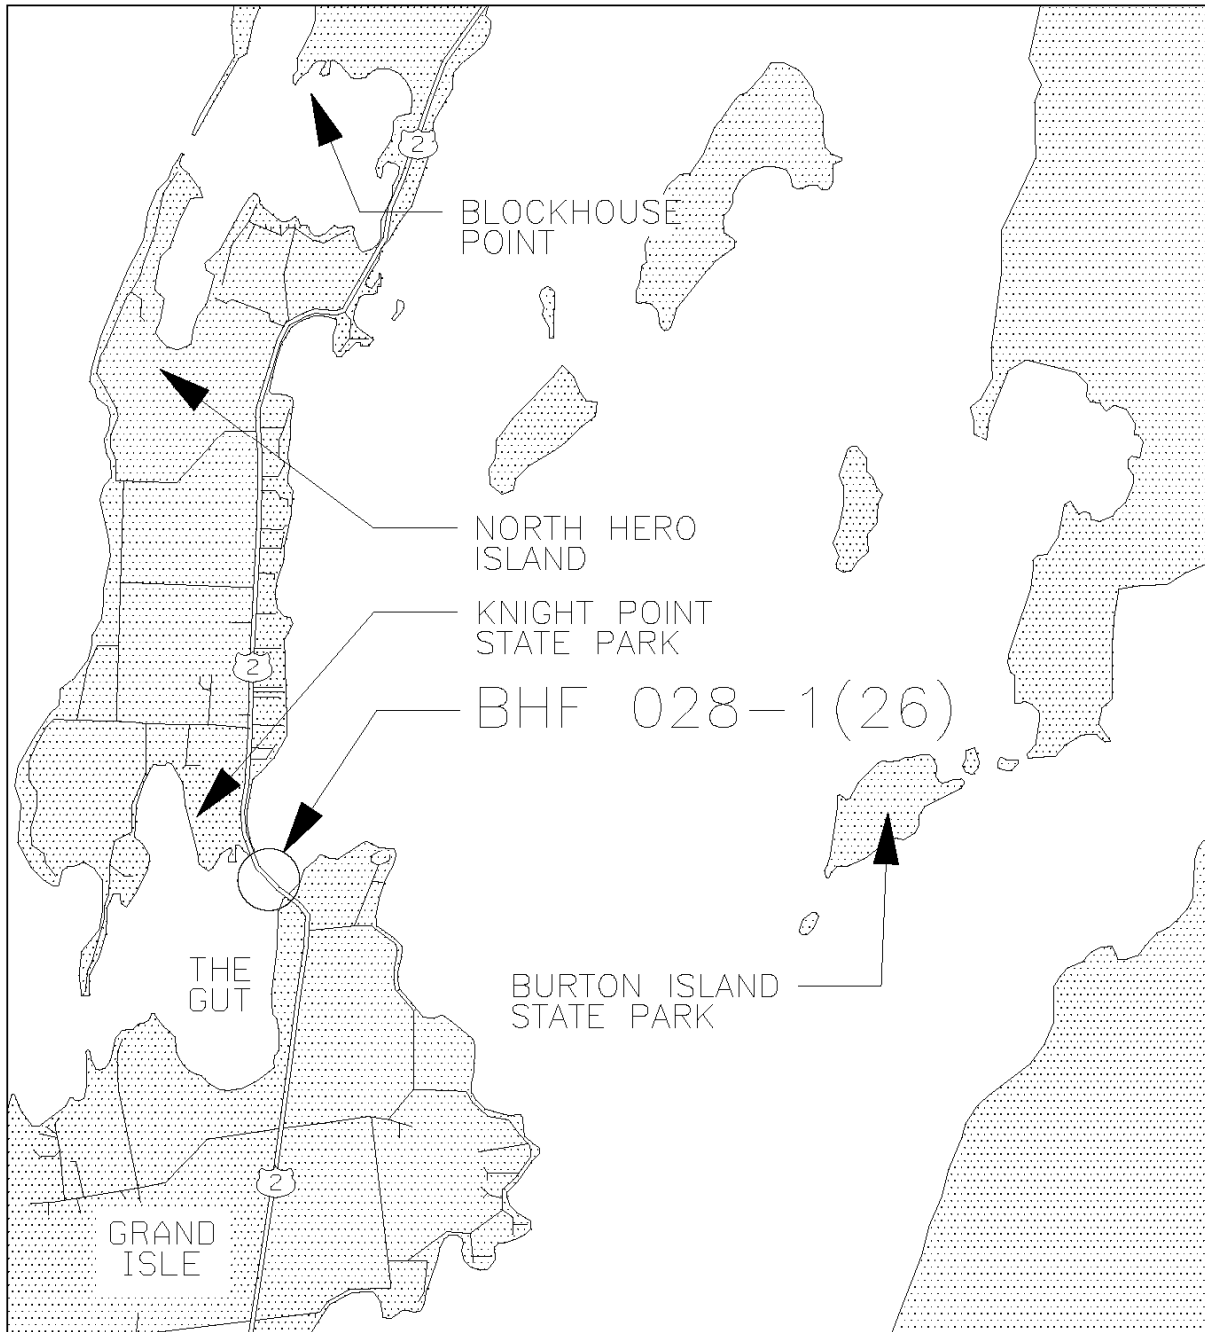 2
BLOCKHOUSE
POINT
NORTH HERO
ISLAND
KNIGHT POINT
STATE PARK
2
BHF 028-1(26)
THE
GUT
BURTON ISLAND
STATE PARK
2
GRAND
ISLE